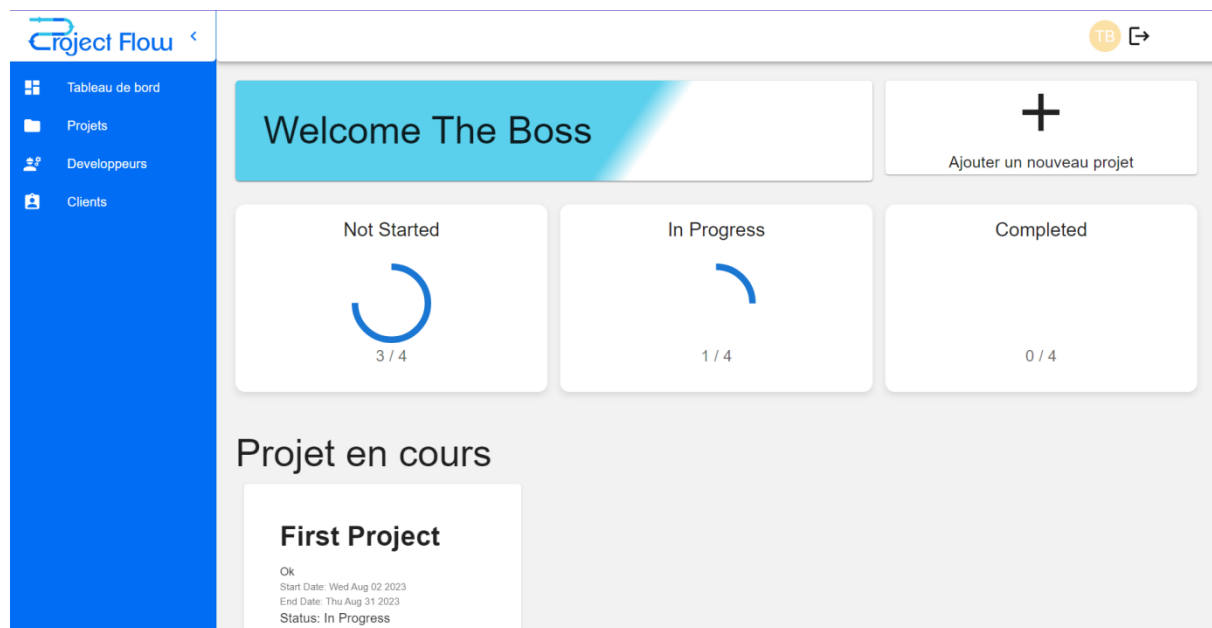 Project Flow
TB
Tableau de bord
Projets
Developpeurs
Clients
Welcome The Boss
Ajouter un nouveau projet
Not Started
3 / 4
In Progress
1 / 4
Completed
0 / 4
Projet en cours
First Project
Ok
Start Date: Wed Aug 02 2023
End Date: Thu Aug 31 2023
Status: In Progress